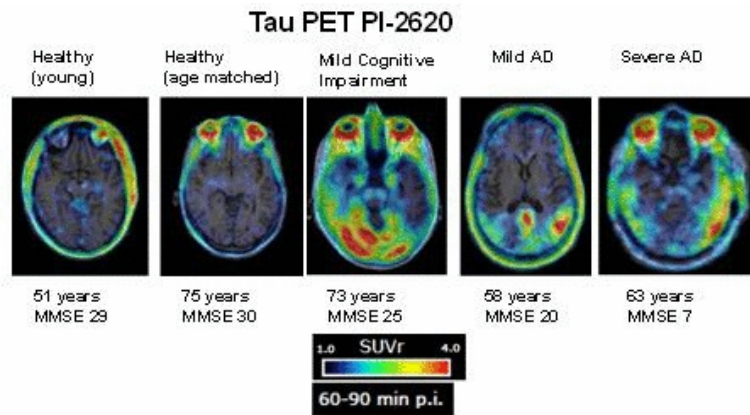 Tau PET PI-2620
Healthy
(young)
Healthy
(age matched)
Mild Cognitive
Impairment
Mild AD
Severe AD
51 years
MMSE 29
75 years
MMSE 30
73 years
MMSE 25
58 years
MMSE 20
63 years
MMSE 7
1.0 SUVr 4.0
60-90 min p.i.